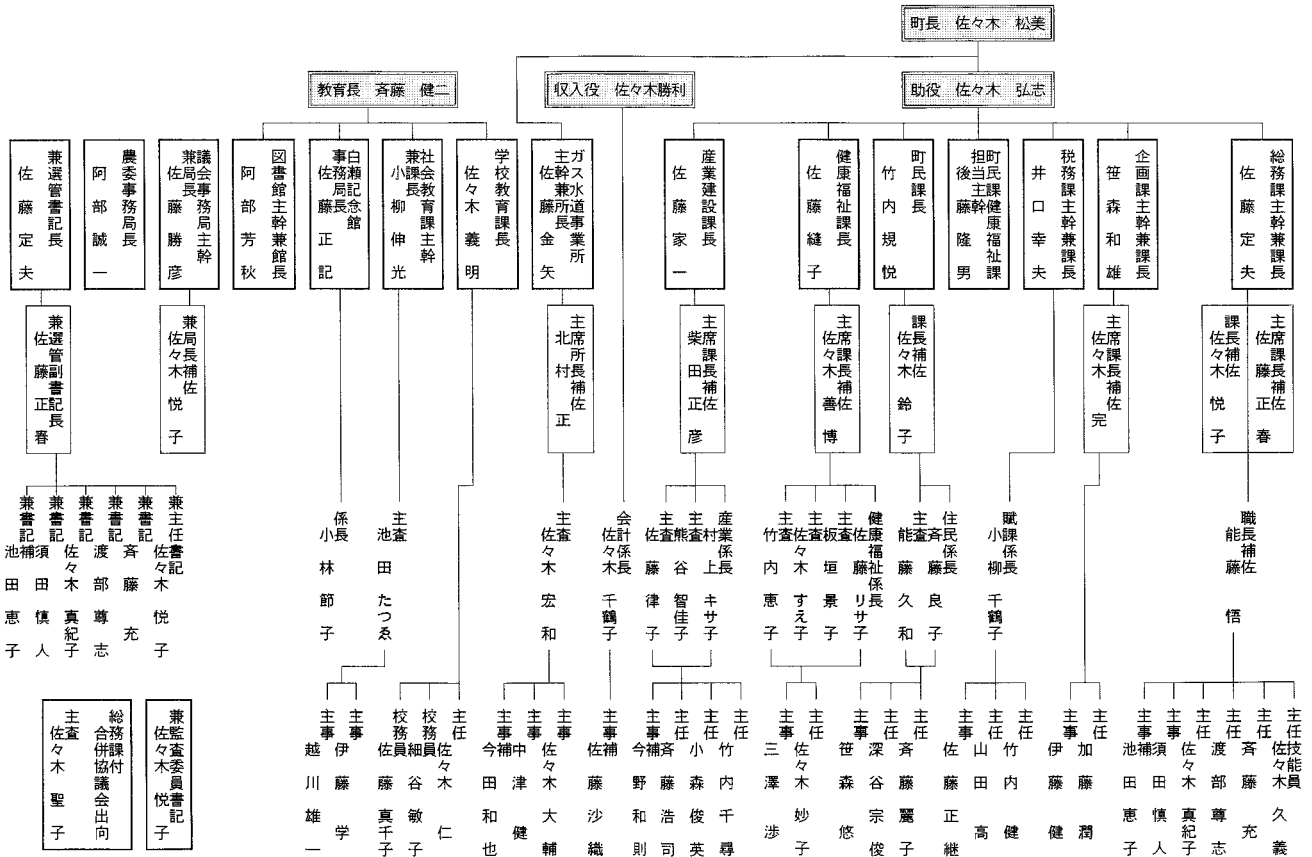 町長 佐々木 松美
教育長 斉藤 健二
収入役 佐々木勝利
助役 佐々木 弘志
総務課主幹兼課長
佐藤定夫
企画課主幹兼課長
笹森和雄
税務課主幹兼課長
井口幸夫
町民課健康福祉課
担当主幹
後藤隆男
町民課長
竹内規悦
健康福祉課長
佐藤縫子
産業建設課長
佐藤家一
ガス水道事業所
主幹兼所長
佐藤金矢
学校教育課長
佐々木義明
社会教育課主幹
兼課長
小柳伸光
白瀬記念館
事務局長
佐藤正記
図書館主幹兼館長
阿部芳秋
議会事務局主幹
兼局長
佐藤勝彦
農委事務局長
阿部誠一
兼選管書記長
佐藤定夫
主席課長補佐
佐藤正春
課長補佐
佐々木悦子
主席課長補佐
佐々木完
課長補佐
佐々木鈴子
主席課長補佐
佐々木善博
主席課長補佐
柴田正彦
主席所長補佐
北村正
兼局長補佐
佐々木悦子
兼選管副書記長
佐藤正春
職長補佐
能藤悟
賦課係長
小柳千鶴子
住民係長
斉藤良子
主査
能藤久和
健康福祉係長
佐藤リサ子
主査
板垣景子
主査
佐々木すえ子
主査
竹内恵子
産業係長
村上キサ子
主査
熊谷智佳子
主査
佐藤律子
会計係長
佐々木千鶴子
主査
佐々木宏和
主査
池田たつゑ
係長
小林節子
兼主任書記
佐々木悦子
兼書記
斉藤充
兼書記
渡部尊志
兼書記
佐々木真紀子
兼書記
須田慎人
兼書記補
池田恵子
主任技能員
佐々木久義
主任
斉藤充
主任
渡部尊志
主事
佐々木真紀子
主事
須田慎人
主事補
池田恵子
主任
加藤潤
主事
伊藤健
主任
竹内健
主任
山田高
主事
佐藤正継
主任
斉藤麗子
主任
深谷宗俊
主事
笹森悠
主任
佐々木妙子
主事
三澤渉
主任
竹内千尋
主任
小森俊英
主任
斉藤浩司
主事補
今野和則
主事補
佐藤沙織
主事
佐々木大輔
主事
中津健
主事補
今田和也
主任
佐々木仁
校務員
細谷敏子
校務員
佐藤真千子
主事
伊藤学
主事
越川雄一
兼監査委員書記
佐々木悦子
総務課付
合併協議会出向
主査
佐々木聖子